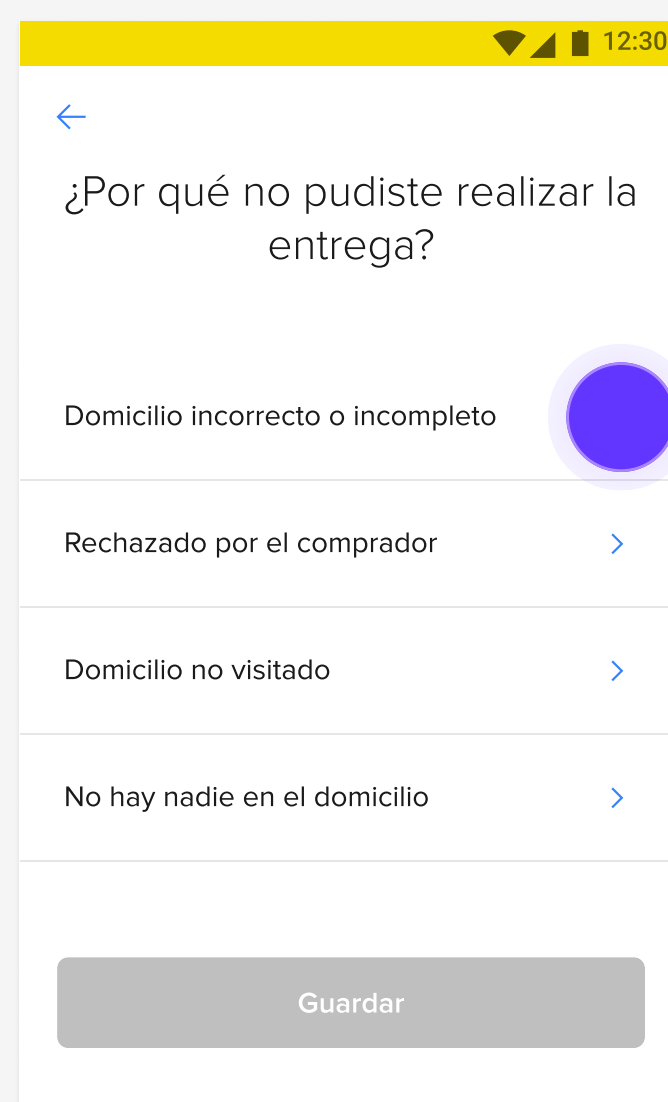 12:30
¿Por qué no pudiste realizar la
entrega?
Domicilio incorrecto o incompleto
Rechazado por el comprador
Domicilio no visitado
No hay nadie en el domicilio
Guardar